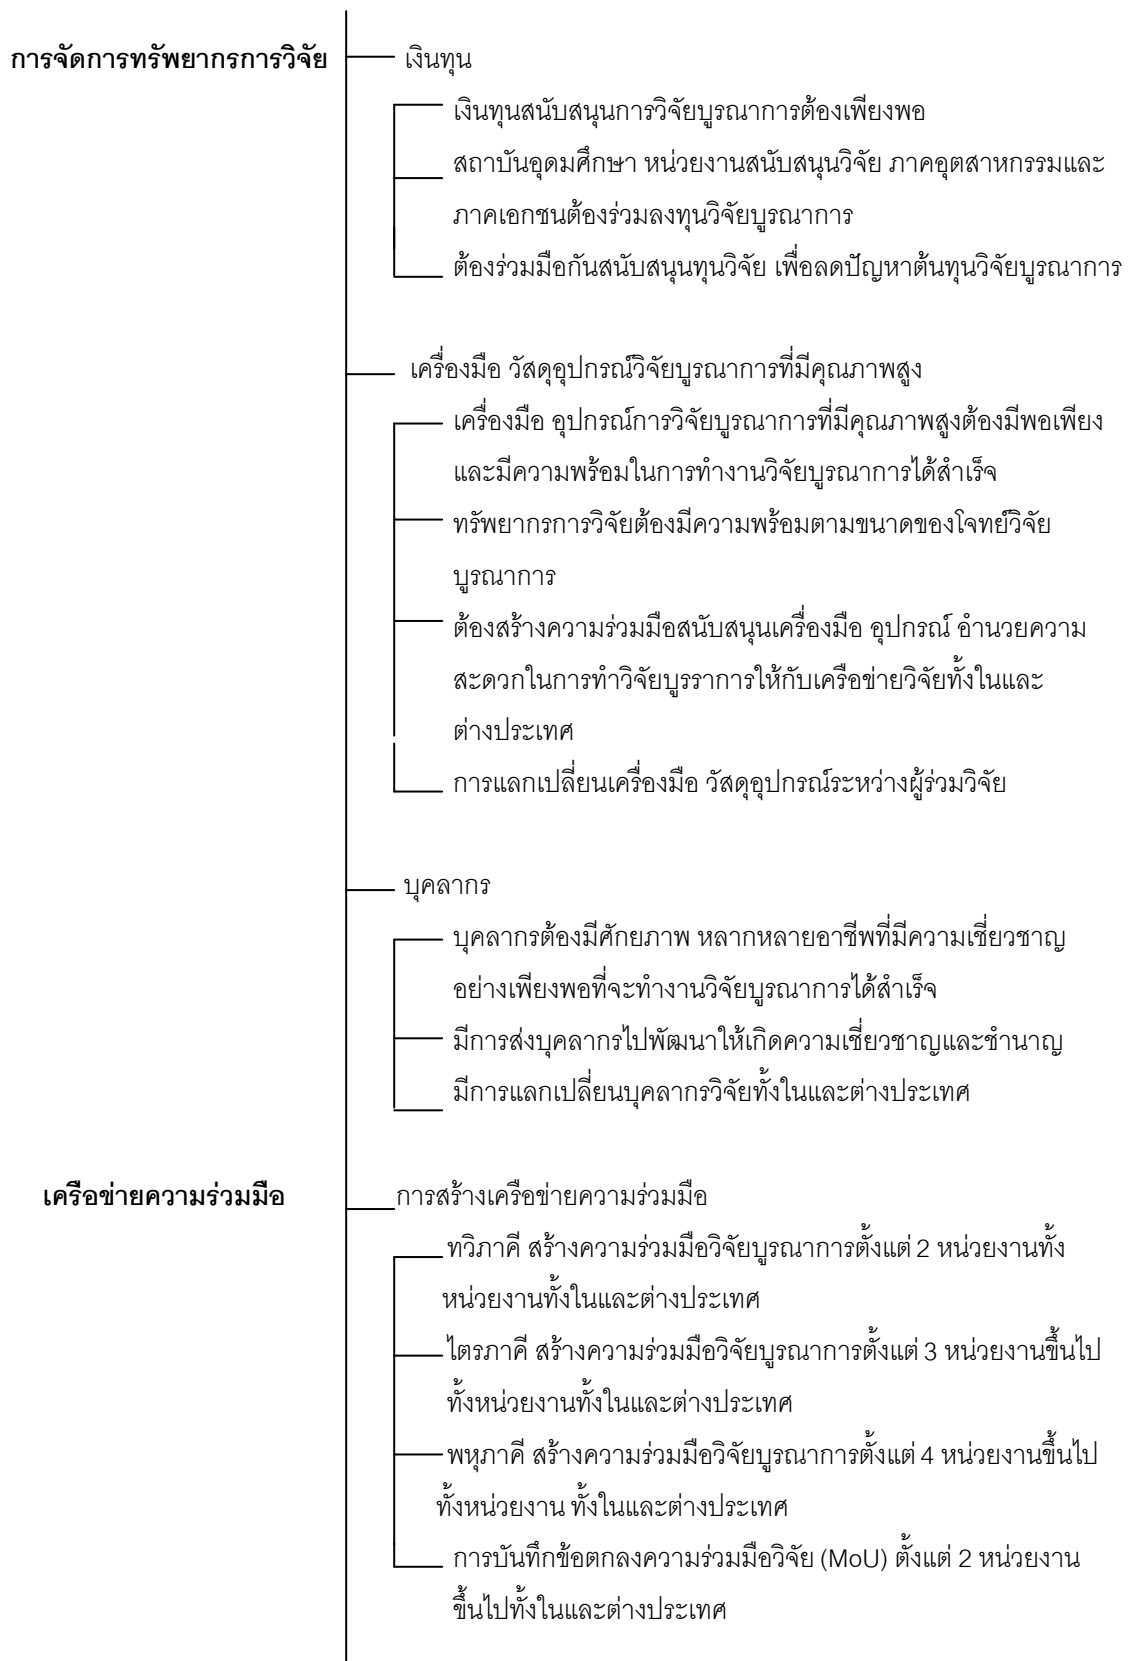 การจัดการทรัพยากรการวิจัย เงินทุน
เงินทุนสนับสนุนการวิจัยบูรณาการต้องเพียงพอ
สถาบันอุดมศึกษา หน่วยงานสนับสนุนวิจัย ภาคอุตสาหกรรมและ
ภาคเอกชนต้องร่วมลงทุนวิจัยบูรณาการ
ต้องร่วมมือกันสนับสนุนทุนวิจัย เพื่อลดปัญหาต้นทุนวิจัยบูรณาการ
เครื่องมือ วัสดุอุปกรณ์วิจัยบูรณาการที่มีคุณภาพสูง
เครื่องมือ อุปกรณ์การวิจัยบูรณาการที่มีคุณภาพสูงต้องมีพอเพียง
และมีความพร้อมในการทำงานวิจัยบูรณาการได้สำเร็จ
ทรัพยากรการวิจัยต้องมีความพร้อมตามขนาดของโจทย์วิจัย
บูรณาการ
ต้องสร้างความร่วมมือสนับสนุนเครื่องมือ อุปกรณ์ อำนวยความ
สะดวกในการทำวิจัยบูรราการให้กับเครือข่ายวิจัยทั้งในและ
ต่างประเทศ
การแลกเปลี่ยนเครื่องมือ วัสดุอุปกรณ์ระหว่างผู้ร่วมวิจัย
บุคลากร
บุคลากรต้องมีศักยภาพ หลากหลายอาชีพที่มีความเชี่ยวชาญ
อย่างเพียงพอที่จะทำงานวิจัยบูรณาการได้สำเร็จ
มีการส่งบุคลากรไปพัฒนาให้เกิดความเชี่ยวชาญและชำนาญ
มีการแลกเปลี่ยนบุคลากรวิจัยทั้งในและต่างประเทศ
เครือข่ายความร่วมมือ การสร้างเครือข่ายความร่วมมือ
ทวิภาคี สร้างความร่วมมือวิจัยบูรณาการตั้งแต่ 2 หน่วยงานทั้ง
หน่วยงานทั้งในและต่างประเทศ
ไตรภาคี สร้างความร่วมมือวิจัยบูรณาการตั้งแต่ 3 หน่วยงานขึ้นไป
ทั้งหน่วยงานทั้งในและต่างประเทศ
พหุภาคี สร้างความร่วมมือวิจัยบูรณาการตั้งแต่ 4 หน่วยงานขึ้นไป
ทั้งหน่วยงาน ทั้งในและต่างประเทศ
การบันทึกข้อตกลงความร่วมมือวิจัย (MoU) ตั้งแต่ 2 หน่วยงาน
ขึ้นไปทั้งในและต่างประเทศ